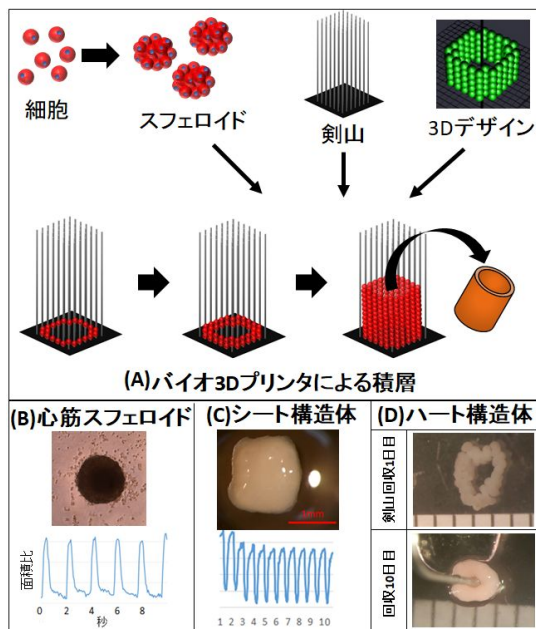 細胞
スフェロイド
剣山
3Dデザイン
(A)バイオ3Dプリンタによる積層
(B)心筋スフェロイド
面積比
0 2 4 6 8
秒
(C)シート構造体
1mm
1 2 3 4 5 6 7 8 9 10
(D)ハート構造体
剣山回収1日目
回収10日目